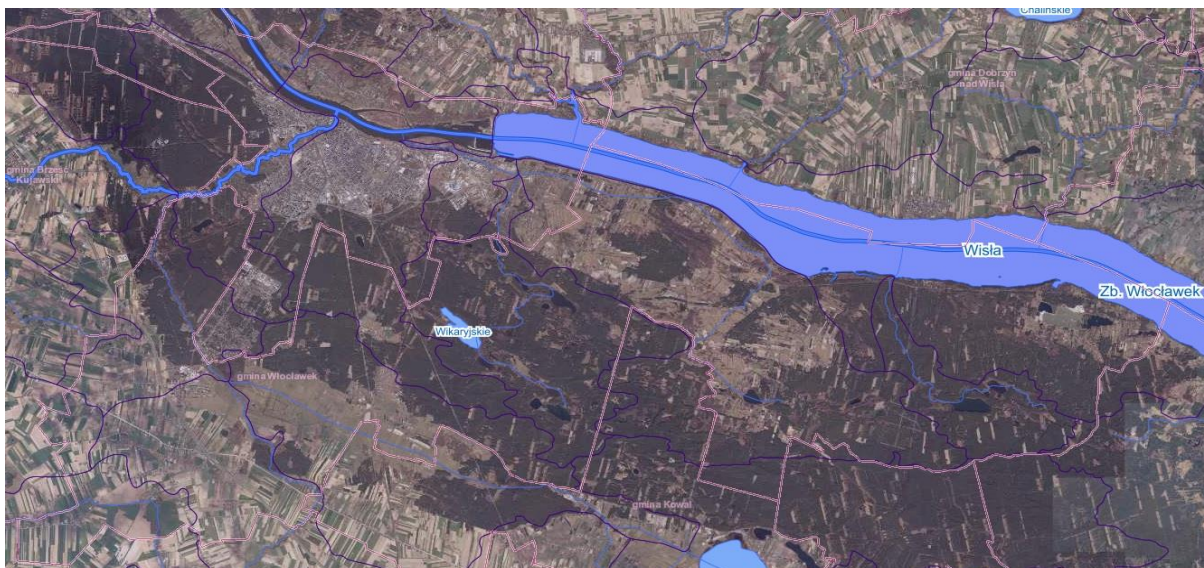 Chalińskie
gmina Dobrzyń
nad Wisłą
gmina Brześć
Kujawski
Wisła
Zb. Włocławek
Wikaryjskie
gmina Włocławek
gmina Kowal